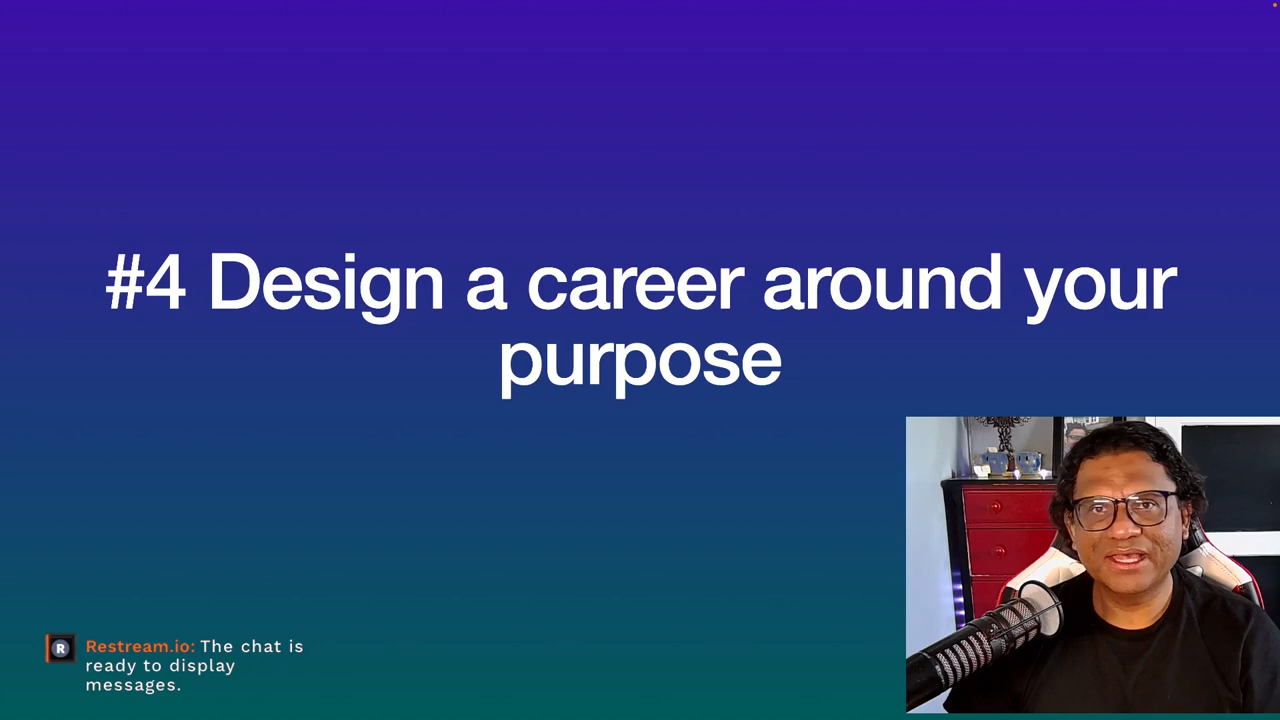 #4 Design a career around your
purpose
R
Restream.io: The chat is
ready to display
messages.